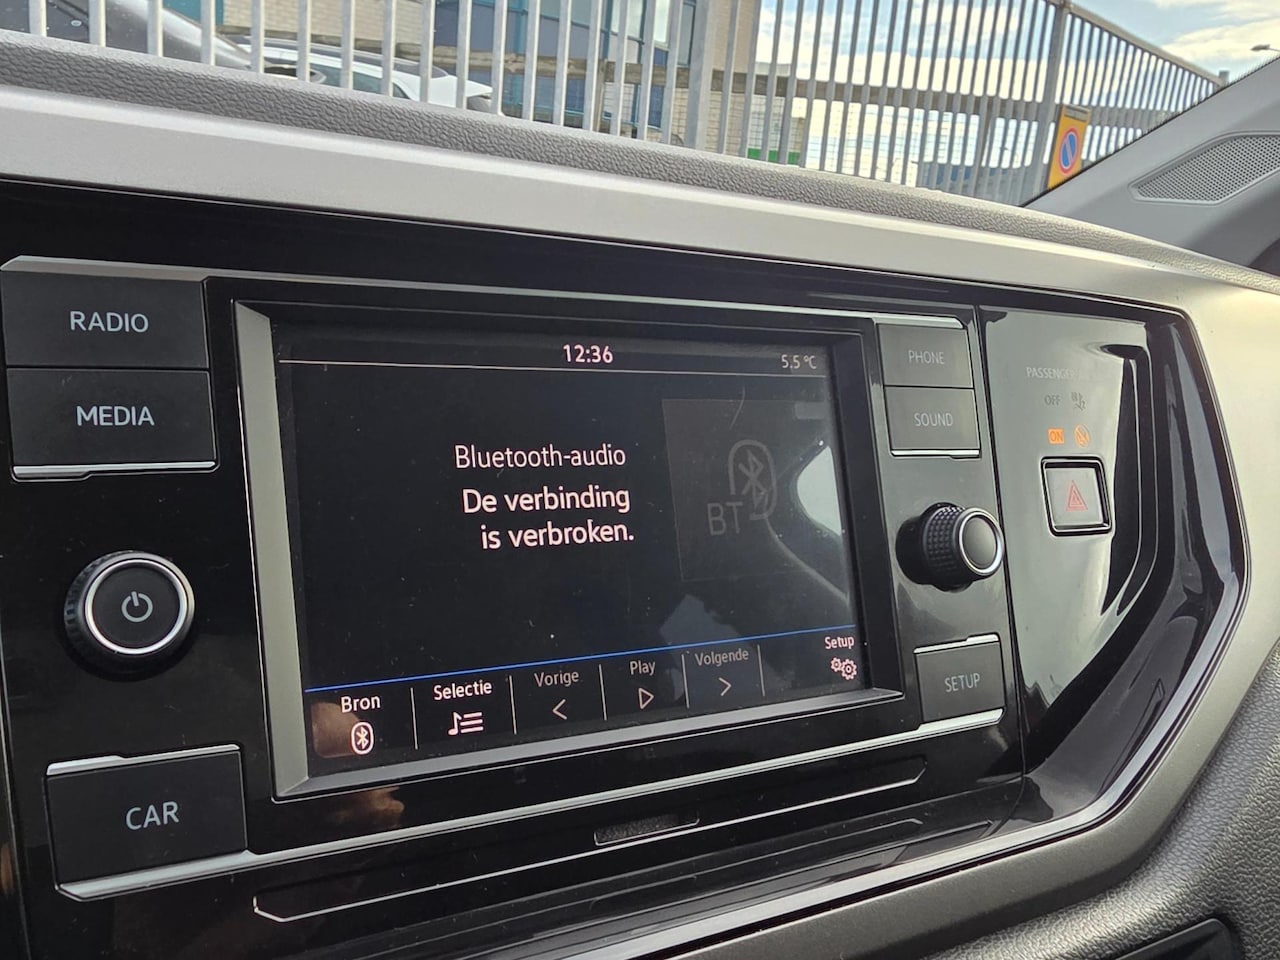 RADIO
MEDIA
12:36
5.5 °C
Bluetooth-audio
De verbinding
is verbroken.
BT
Bron
Selectie
Vorige
Play
Volgende
Setup
PHONE
SOUND
SETUP
CAR
PASSENGER
OFF
ON